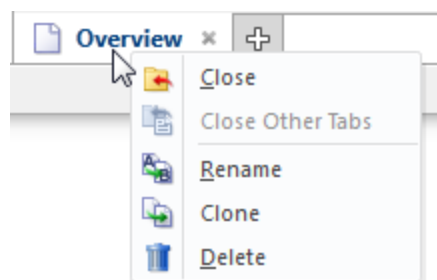 Overview
Close
Close Other Tabs
Rename
Clone
Delete